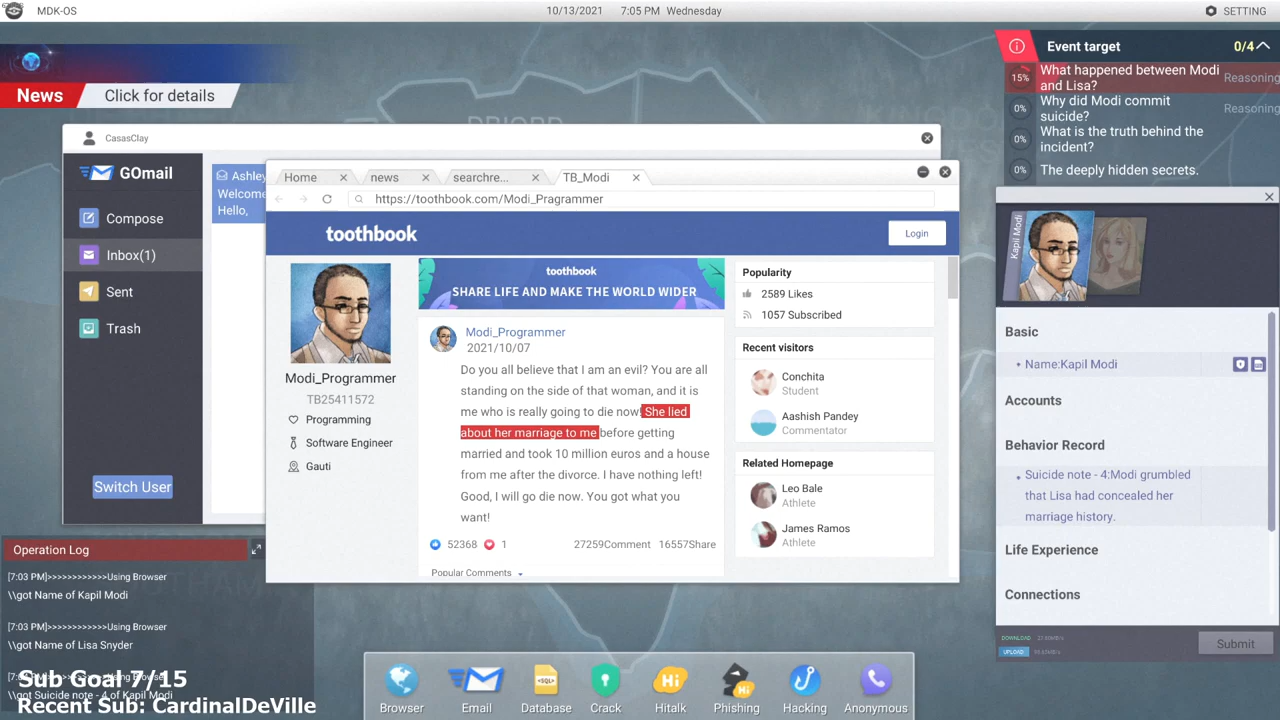 MDK-OS
10/13/2021 7:05 PM Wednesday
SETTING
News
Click for details
CasasClay
GOmail
Compose
Inbox(1)
Sent
Trash
Switch User
Ashley
Welcome
Hello,
Home
news
searchre...
TB_Modi
https://toothbook.com/Modi_Pragrammer
toothbook
Login
Modi_Programmer
TB25411572
Programming
Software Engineer
Gauti
toothbook
SHARE LIFE AND MAKE THE WORLD WIDER
Modi_Programmer
2021/10/07
Do you all believe that I am an evil? You are all
standing on the side of that woman, and it is
me who is really going to die now! She lied
about her marriage to me before getting
married and took 10 million euros and a house
from me after the divorce. I have nothing left!
Good, I will go die now. You got what you
want!
52368 1 27259Comment 16557Share
Popular Comments
Popularity
2589 Likes
1057 Subscribed
Recent visitors
Conchita
Student
Aashish Pandey
Commentator
Related Homepage
Leo Bale
Athlete
James Ramos
Athlete
Event target 0/4
15% What happened between Modi
and Lisa? Reasoning
0% Why did Modi commit
suicide? Reasoning
0% What is the truth behind the
incident?
0% The deeply hidden secrets.
Kapil Modi
Basic
Name:Kapil Modi
Accounts
Behavior Record
Suicide note - 4:Modi grumbled
that Lisa had concealed her
marriage history.
Life Experience
Connections
DOWNLOAD
UPLOAD
Submit
Operation Log
[7:03 PM]>>>>>>>>>>>>Using Browser
\\got Name of Kapil Modi
[7:03 PM]>>>>>>>>>>>>Using Browser
\\got Name of Lisa Snyder
\\got Suicide note - 4 of Kapil Modi
Sub Goal 7/15
Recent Sub: CardinalDeVille
Browser
Email
SQL
Database
Crack
Hi
Hitalk
Hi
Phishing
Hacking
Anonymous